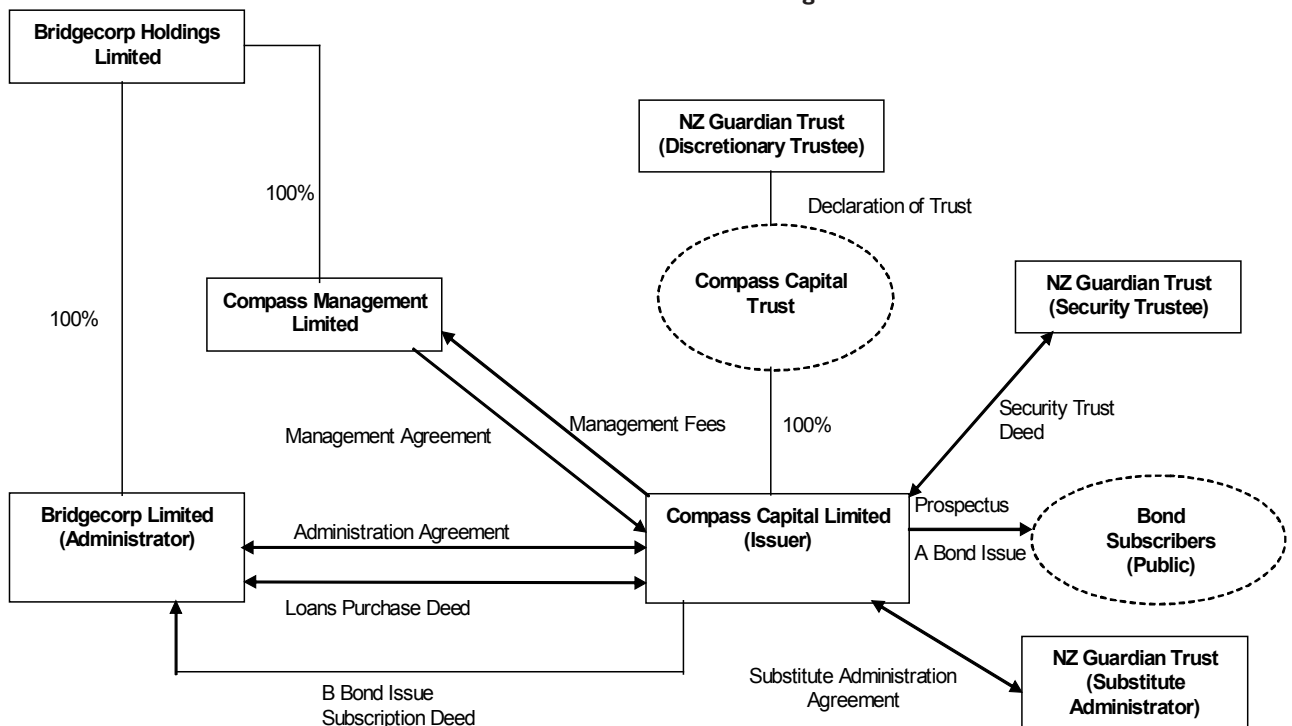 Bridgecorp Holdings
Limited
NZ Guardian Trust
(Discretionary Trustee)
100%
Declaration of Trust
Compass Capital
Trust
NZ Guardian Trust
(Security Trustee)
Compass Management
Limited
100%
Security Trust
Deed
Management Fees
100%
Management Agreement
Bridgecorp Limited
(Administrator)
Administration Agreement
Loans Purchase Deed
Compass Capital Limited
(Issuer)
Prospectus
A Bond Issue
Bond
Subscribers
(Public)
B Bond Issue
Subscription Deed
Substitute Administration
Agreement
NZ Guardian Trust
(Substitute
Administrator)